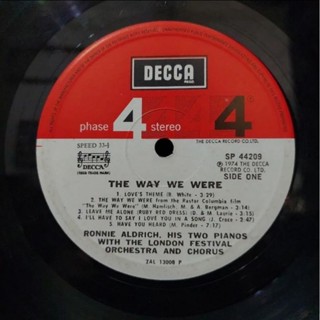 DECCA
phase 4 stereo
4
THE DECCA RECORD CO. LTD.
SPEED 33⅓
SP 44209
℗ 1974 THE DECCA
RECORD CO. LTD.
SIDE ONE
DECCA
THE WAY WE WERE
1 LOVE'S THEME (B. White - 3:29)
2 THE WAY WE WERE from the Rastar Columbia film
"The Way We Were" (M. Hamlisch, M. & A. Bergman - 3:34)
3 LEAVE ME ALONE (RUBY RED DRESS) (D. & M. Laurie - 3:15)
4 I'LL HAVE TO SAY I LOVE YOU IN A SONG (J. Croce - 3:47)
5 HAVE YOU HEARD (M. Pinder - 7:17)
RONNIE ALDRICH, HIS TWO PIANOS
WITH THE LONDON FESTIVAL
ORCHESTRA AND CHORUS
ZAL 13008 P